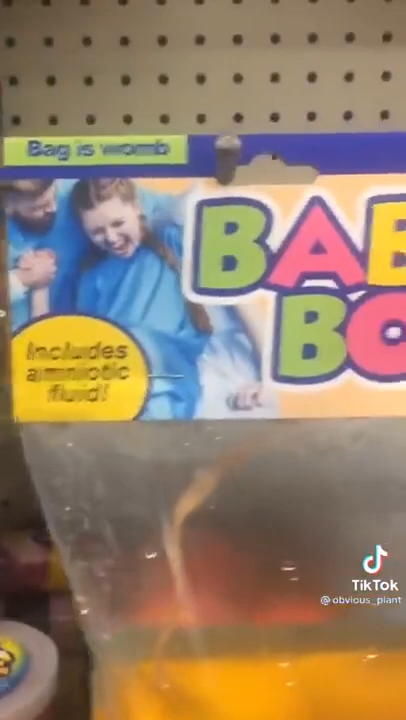 Bag is womb
BAB
BO
Includes
amniotic
fluid!
TikTok
@obvious_plant